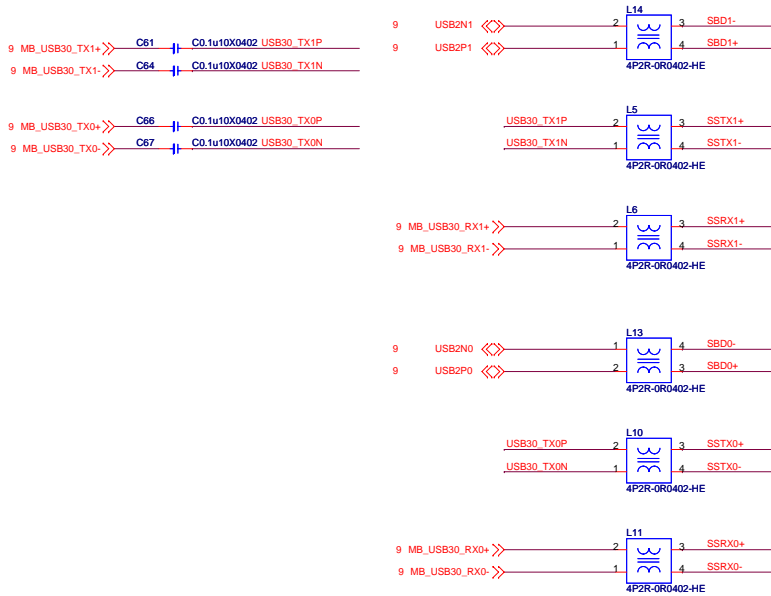 9 MB_USB30_TX1+ C61 C0.1u10X0402 USB30_TX1P
9 MB_USB30_TX1- C64 C0.1u10X0402 USB30_TX1N
9 MB_USB30_TX0+ C66 C0.1u10X0402 USB30_TX0P
9 MB_USB30_TX0- C67 C0.1u10X0402 USB30_TX0N
L14
9 USB2N1 2 3 SBD1-
9 USB2P1 1 4 SBD1+
4P2R-0R0402-HE
L5
USB30_TX1P 2 3 SSTX1+
USB30_TX1N 1 4 SSTX1-
4P2R-0R0402-HE
L6
9 MB_USB30_RX1+ 2 3 SSRX1+
9 MB_USB30_RX1- 1 4 SSRX1-
4P2R-0R0402-HE
L13
9 USB2N0 1 4 SBD0-
9 USB2P0 2 3 SBD0+
4P2R-0R0402-HE
L10
USB30_TX0P 2 3 SSTX0+
USB30_TX0N 1 4 SSTX0-
4P2R-0R0402-HE
L11
9 MB_USB30_RX0+ 2 3 SSRX0+
9 MB_USB30_RX0- 1 4 SSRX0-
4P2R-0R0402-HE